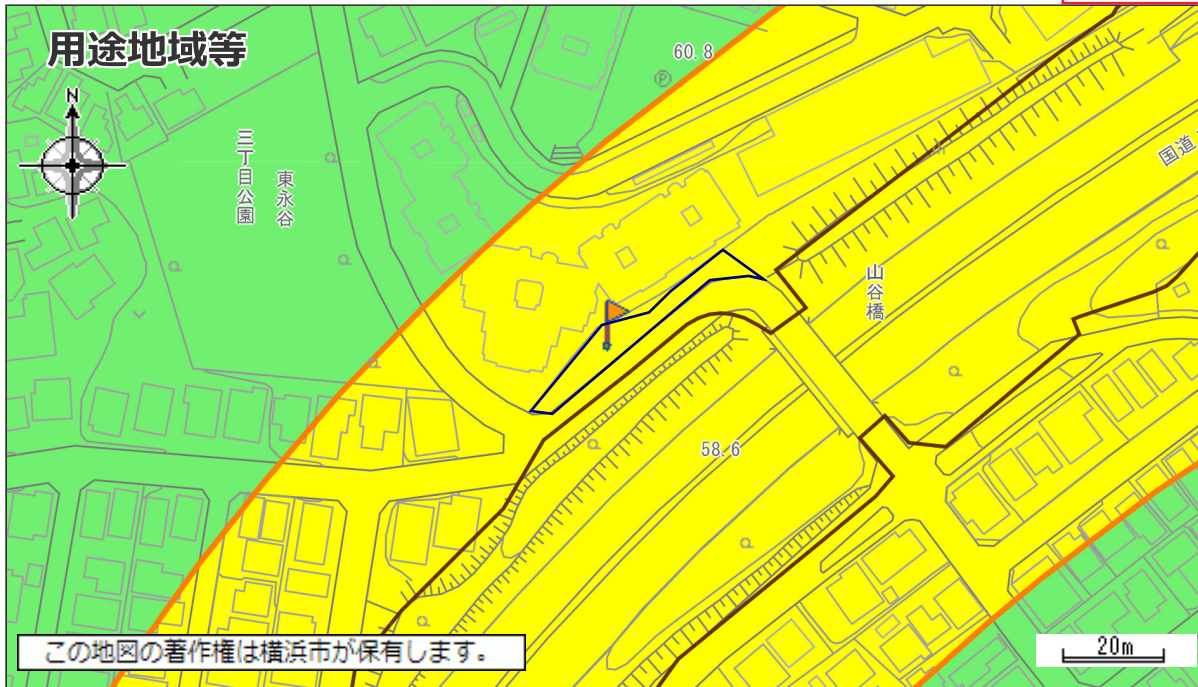 用途地域等
N
60.8
P
三丁目公園
東永谷
国道
山谷橋
58.6
この地図の著作権は横浜市が保有します。
20m